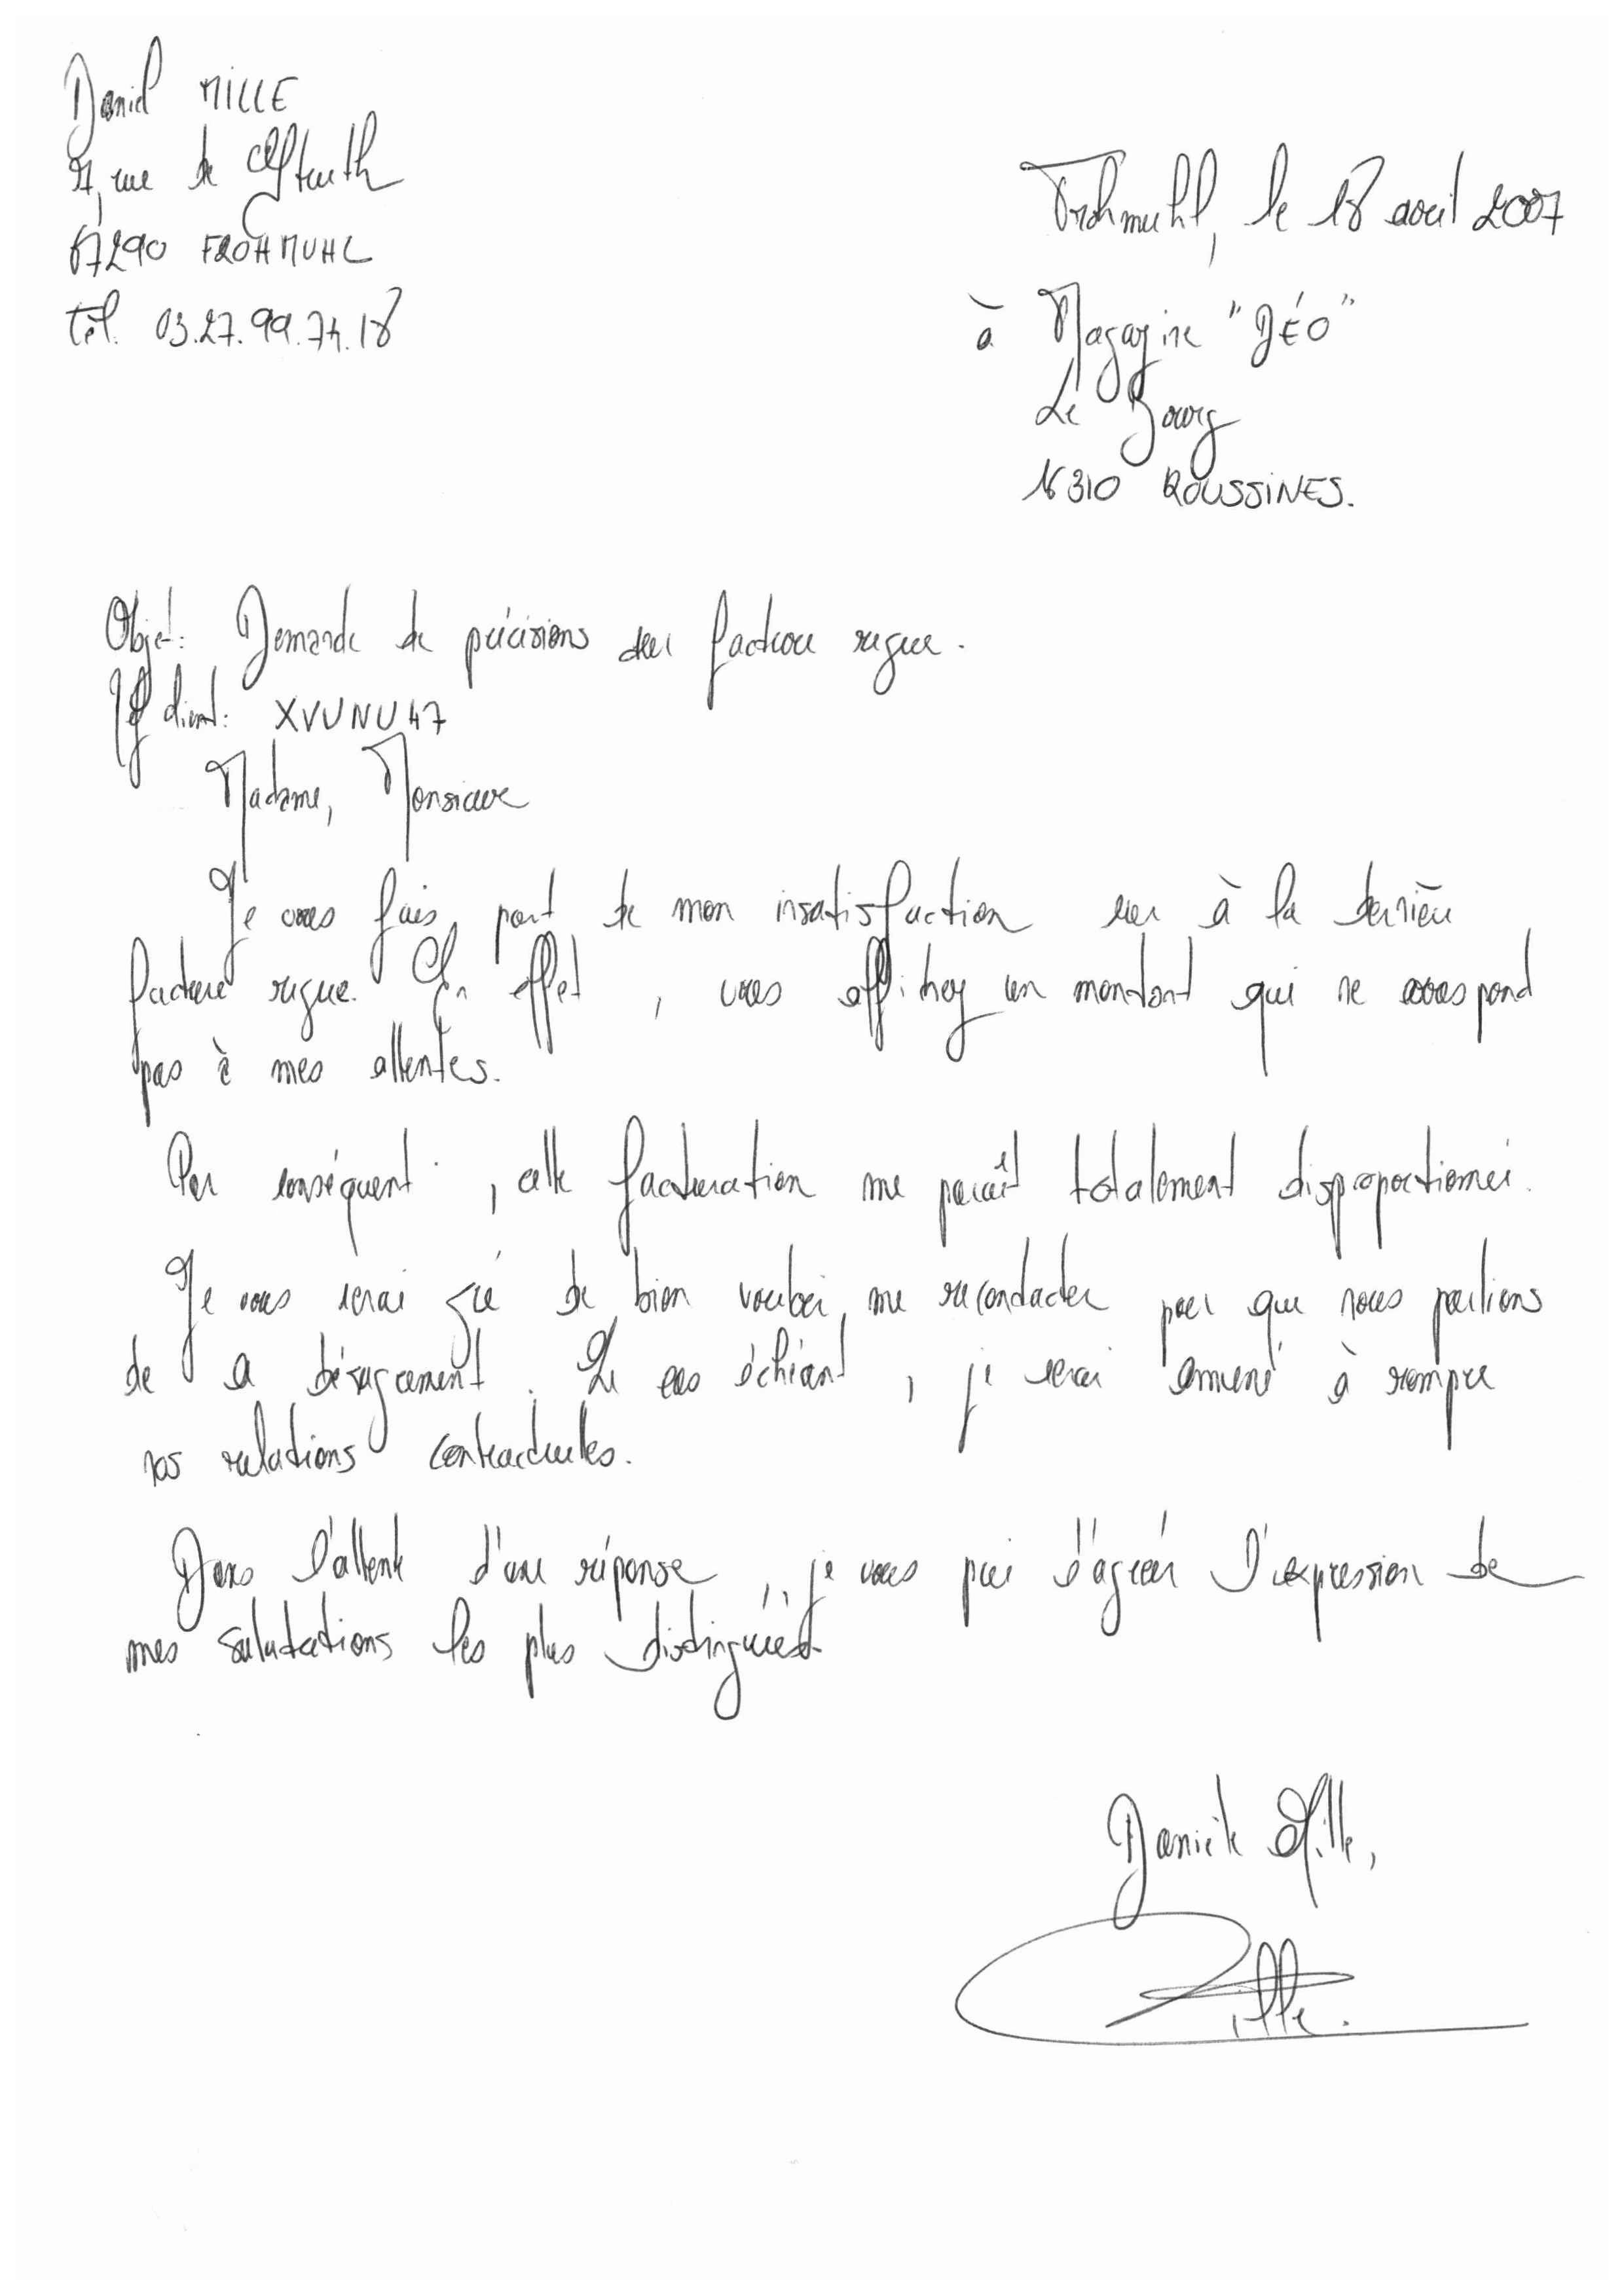 Daniel MILLE
rue de
67290 FROHMUHL
tél. 03.27.99.74.18
Frohmuhl, le 18 avril 2007
à Magazine "GÉO"
Le Bourg
16310 ROUSSINES.
Objet: Demande de précisions sur facture reçue.
Réf client: XVUNU47
Madame, Monsieur
Je vous fais part de mon insatisfaction suer à la dernière
facture reçue. En effet, vous affichez un montant qui ne correspond
pas à mes attentes.
Par conséquent, cette facturation me paraît totalement disproportionnée.
Je vous serai gré de bien vouloir me recontacter pour que nous parlions
de ce désagrement. Le cas échéant, je serai amené à rompre
nos relations contractuelles.
Dans l'attente d'une réponse, je vous prie d'agréer l'expression de
mes salutations les plus distinguées.
Danièle Mille,
Mille.